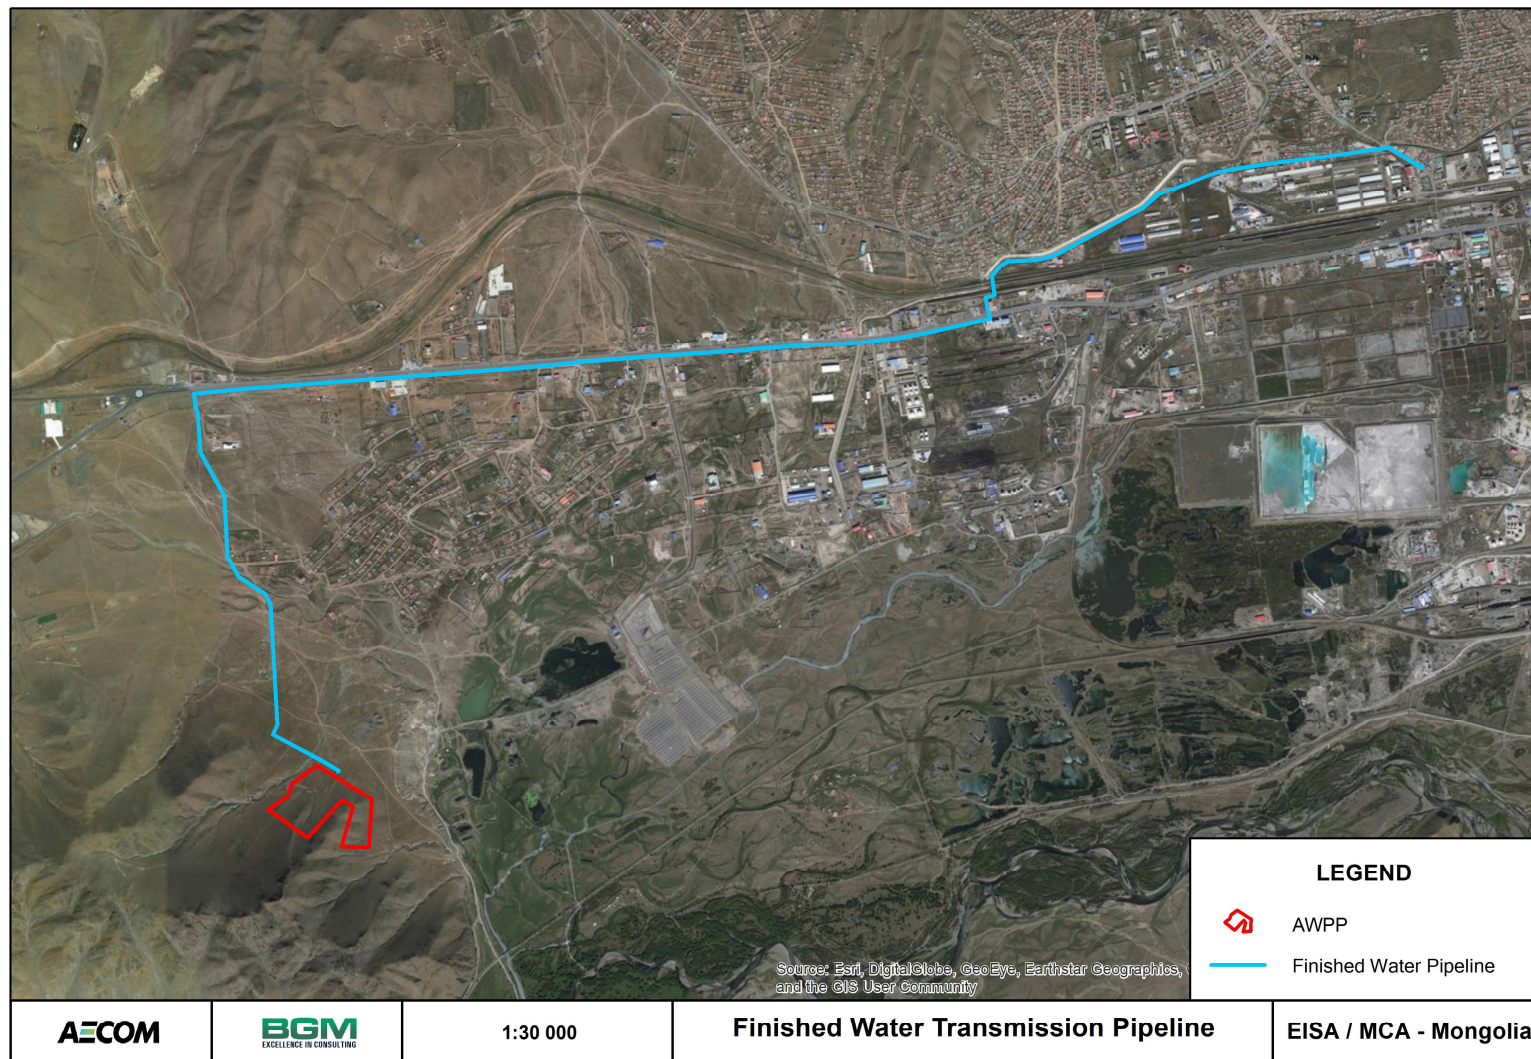 LEGEND
AWPP
Finished Water Pipeline
Source: Esri, DigitalGlobe, GeoEye, Earthstar Geographics,
and the GIS User Community
AECOM
BGM
EXCELLENCE IN CONSULTING
1:30 000
Finished Water Transmission Pipeline
EISA / MCA - Mongolia